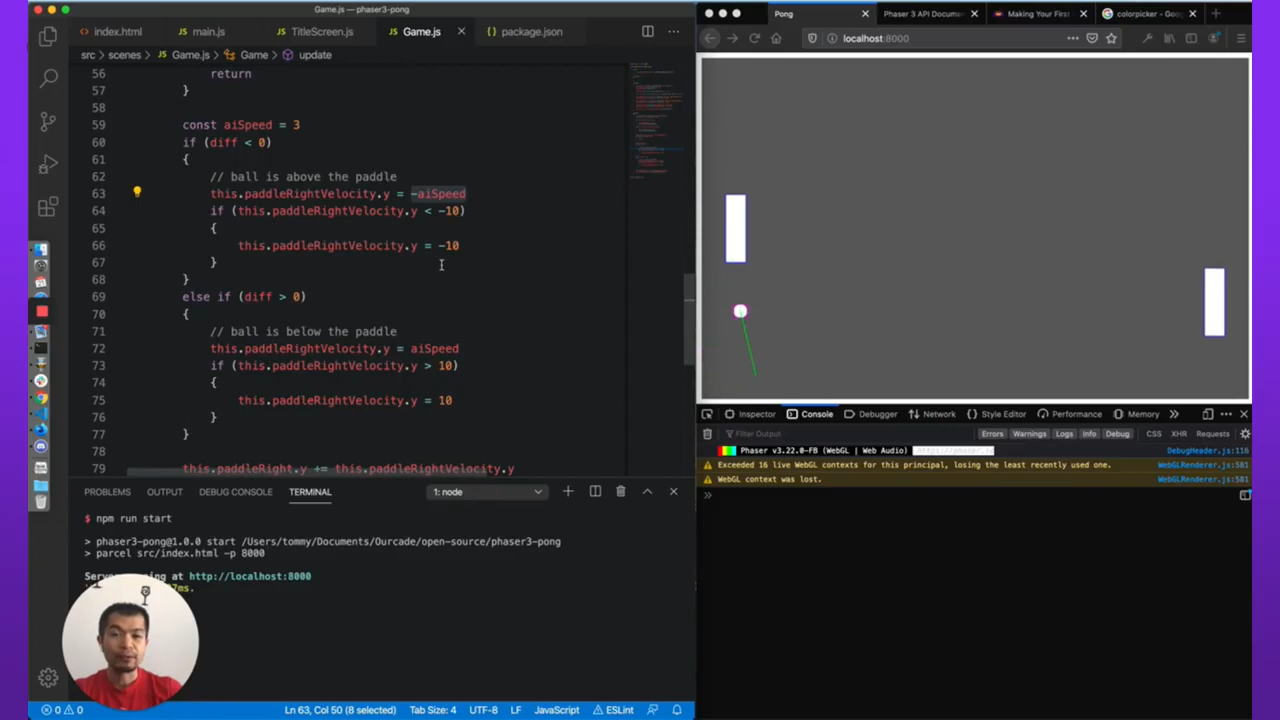 Game.js — phaser3-pong
index.html
main.js
TitleScreen.js
Game.js
package.json
src > scenes > Game.js > Game > update
56 return
57 }
58
59 const aiSpeed = 3
60 if (diff < 0)
61 {
62 // ball is above the paddle
63 this.paddleRightVelocity.y = -aiSpeed
64 if (this.paddleRightVelocity.y < -10)
65 {
66 this.paddleRightVelocity.y = -10
67 }
68 }
69 else if (diff > 0)
70 {
71 // ball is below the paddle
72 this.paddleRightVelocity.y = aiSpeed
73 if (this.paddleRightVelocity.y > 10)
74 {
75 this.paddleRightVelocity.y = 10
76 }
77 }
78
79 this.paddleRight.y += this.paddleRightVelocity.y
PROBLEMS OUTPUT DEBUG CONSOLE TERMINAL 1: node
$ npm run start
> phaser3-pong@1.0.0 start /Users/tommy/Documents/Ourcade/open-source/phaser3-pong
> parcel src/index.html -p 8000
at http://localhost:8000
ms.
0 0 Ln 63, Col 50 (8 selected) Tab Size: 4 UTF-8 LF JavaScript ESLint
Pong
Phaser 3 API Docume
Making Your First
colorpicker - Goo
localhost:8000
Inspector Console Debugger Network Style Editor Performance Memory
Filter Output
Errors Warnings Logs Info Debug CSS XHR Requests
Phaser v3.22.0-FB (WebGL | Web Audio) DebugHeader.js:116
Exceeded 16 live WebGL contexts for this principal, losing the least recently used one. WebGLRenderer.js:581
WebGL context was lost. WebGLRenderer.js:581